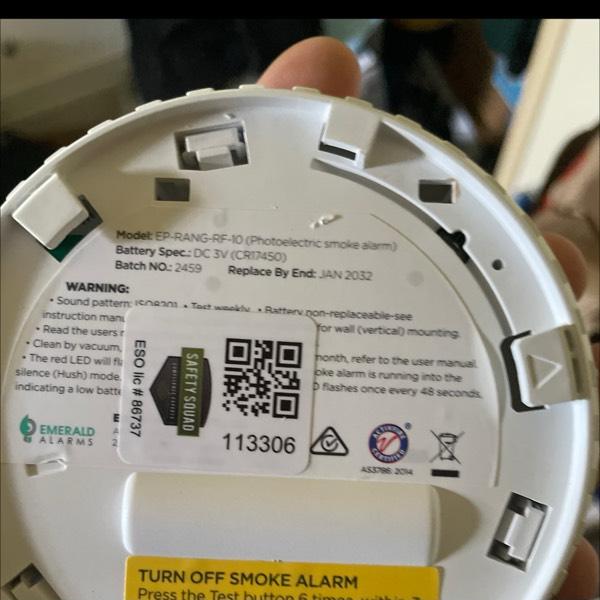 Model: EP-RANG-RF-10 (Photoelectric smoke alarm)
Battery Spec.: DC 3V (CR17450)
Batch NO.: 2459 Replace By End: JAN 2032
WARNING:
• Sound pattern: ISO8201 • Test weekly • Battery non-replaceable-see
instruction for wall (vertical) mounting.
• Read the users
• Clean by vacuum, month, refer to the user manual.
• The red LED will smoke alarm is running into the
silence (Hush) mode. flashes once every 48 seconds,
indicating a low
ESO lic # 86737
SAFETY SQUAD
113306
EMERALD
ALARMS
ACTIVFIRE
CERTIFIED
AS3786: 2014
TURN OFF SMOKE ALARM
Press the Test button 6 times, within